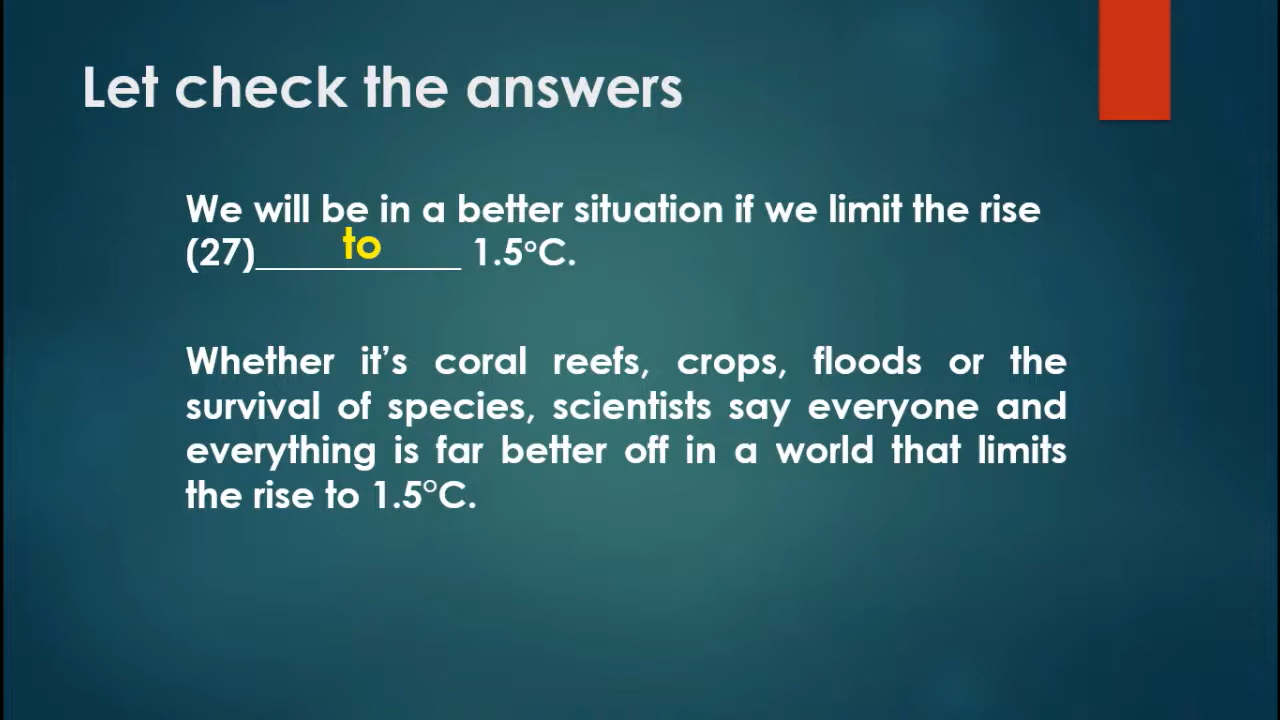 Let check the answers
We will be in a better situation if we limit the rise
(27)__________ to 1.5°C.
Whether it’s coral reefs, crops, floods or the
survival of species, scientists say everyone and
everything is far better off in a world that limits
the rise to 1.5°C.